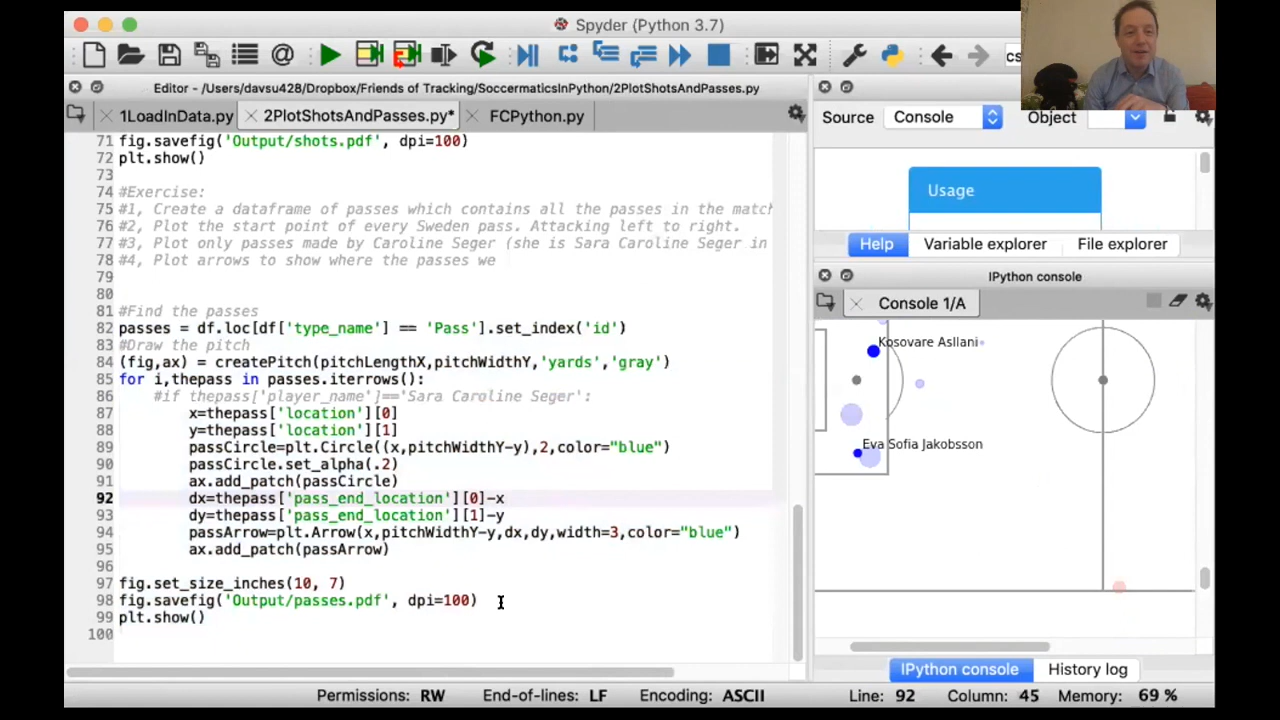 Spyder (Python 3.7)
Editor - /Users/davsu428/Dropbox/Friends of Tracking/SoccermaticsInPython/2PlotShotsAndPasses.py
1LoadInData.py
2PlotShotsAndPasses.py*
FCPython.py
71 fig.savefig('Output/shots.pdf', dpi=100)
72 plt.show()
73
74 #Exercise:
75 #1, Create a dataframe of passes which contains all the passes in the match
76 #2, Plot the start point of every Sweden pass. Attacking left to right.
77 #3, Plot only passes made by Caroline Seger (she is Sara Caroline Seger in
78 #4, Plot arrows to show where the passes we
79
80
81 #Find the passes
82 passes = df.loc[df['type_name'] == 'Pass'].set_index('id')
83 #Draw the pitch
84 (fig,ax) = createPitch(pitchLengthX,pitchWidthY,'yards','gray')
85 for i,thepass in passes.iterrows():
86     #if thepass['player_name']=='Sara Caroline Seger':
87         x=thepass['location'][0]
88         y=thepass['location'][1]
89         passCircle=plt.Circle((x,pitchWidthY-y),2,color="blue")
90         passCircle.set_alpha(.2)
91         ax.add_patch(passCircle)
92         dx=thepass['pass_end_location'][0]-x
93         dy=thepass['pass_end_location'][1]-y
94         passArrow=plt.Arrow(x,pitchWidthY-y,dx,dy,width=3,color="blue")
95         ax.add_patch(passArrow)
96
97 fig.set_size_inches(10, 7)
98 fig.savefig('Output/passes.pdf', dpi=100)
99 plt.show()
100
cs
Source Console Object
Usage
Help Variable explorer File explorer
IPython console
Console 1/A
Kosovare Asllani
Eva Sofia Jakobsson
IPython console History log
Permissions: RW End-of-lines: LF Encoding: ASCII Line: 92 Column: 45 Memory: 69 %